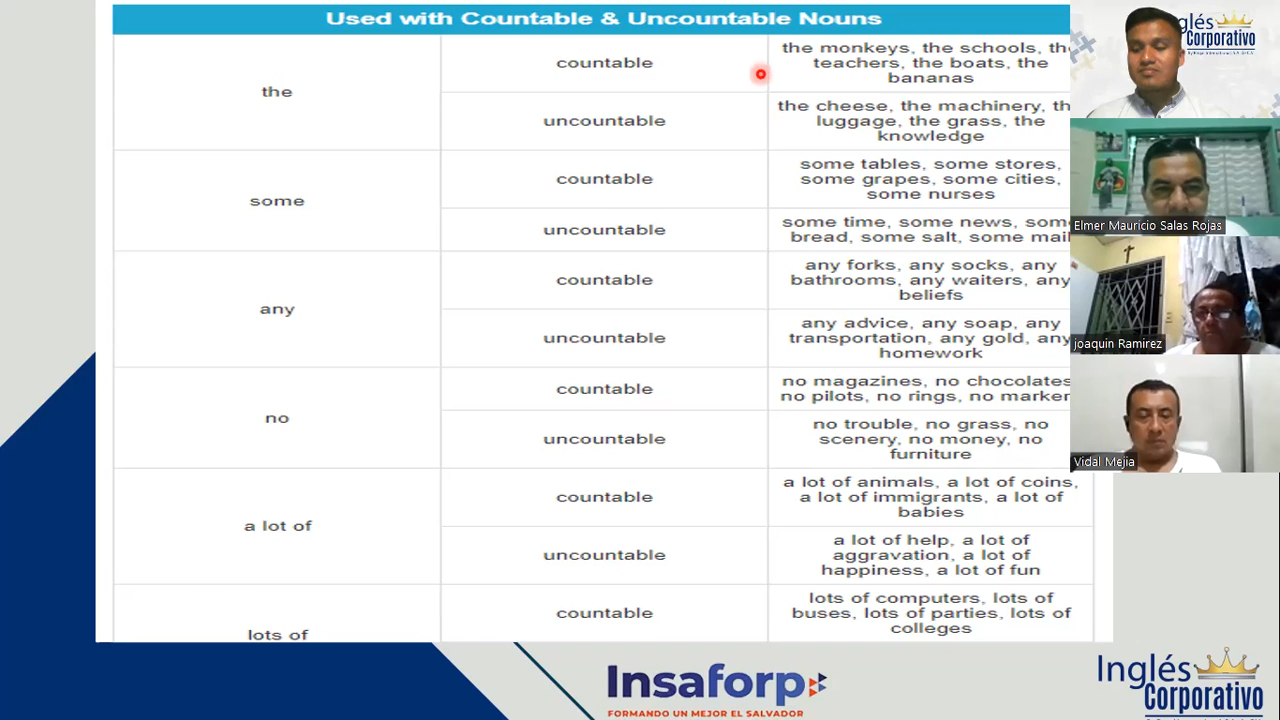 Used with Countable & Uncountable Nouns
the
countable
the monkeys, the schools, the
teachers, the boats, the
bananas
uncountable
the cheese, the machinery, th
luggage, the grass, the
knowledge
some
countable
some tables, some stores,
some grapes, some cities,
some nurses
uncountable
some time, some news, som
bread, some salt, some mai
any
countable
any forks, any socks, any
bathrooms, any waiters, any
beliefs
uncountable
any advice, any soap, any
transportation, any gold, any
homework
no
countable
no magazines, no chocolates
no pilots, no rings, no marker
uncountable
no trouble, no grass, no
scenery, no money, no
furniture
a lot of
countable
a lot of animals, a lot of coins,
a lot of immigrants, a lot of
babies
uncountable
a lot of help, a lot of
aggravation, a lot of
happiness, a lot of fun
lots of
countable
lots of computers, lots of
buses, lots of parties, lots of
colleges
glés
Corporativo
Elmer Mauricio Salas Rojas
joaquin Ramirez
Vidal Mejia
Insaforp
FORMANDO UN MEJOR EL SALVADOR
Inglés
Corporativo